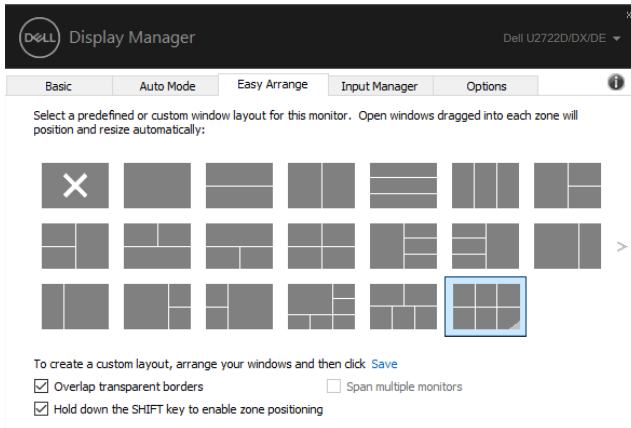 DELL Display Manager
Dell U2722D/DX/DE
Basic Auto Mode Easy Arrange Input Manager Options
Select a predefined or custom window layout for this monitor. Open windows dragged into each zone will
position and resize automatically:
To create a custom layout, arrange your windows and then click Save
Overlap transparent borders Span multiple monitors
Hold down the SHIFT key to enable zone positioning